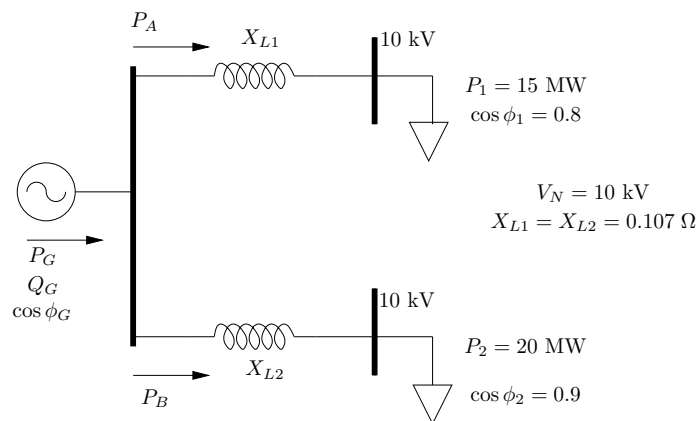 P_A
X_{L1}
10 kV
P_1 = 15 MW
cos ϕ_1 = 0.8
V_N = 10 kV
X_{L1} = X_{L2} = 0.107 Ω
P_G
Q_G
cos ϕ_G
10 kV
X_{L2}
P_B
P_2 = 20 MW
cos ϕ_2 = 0.9